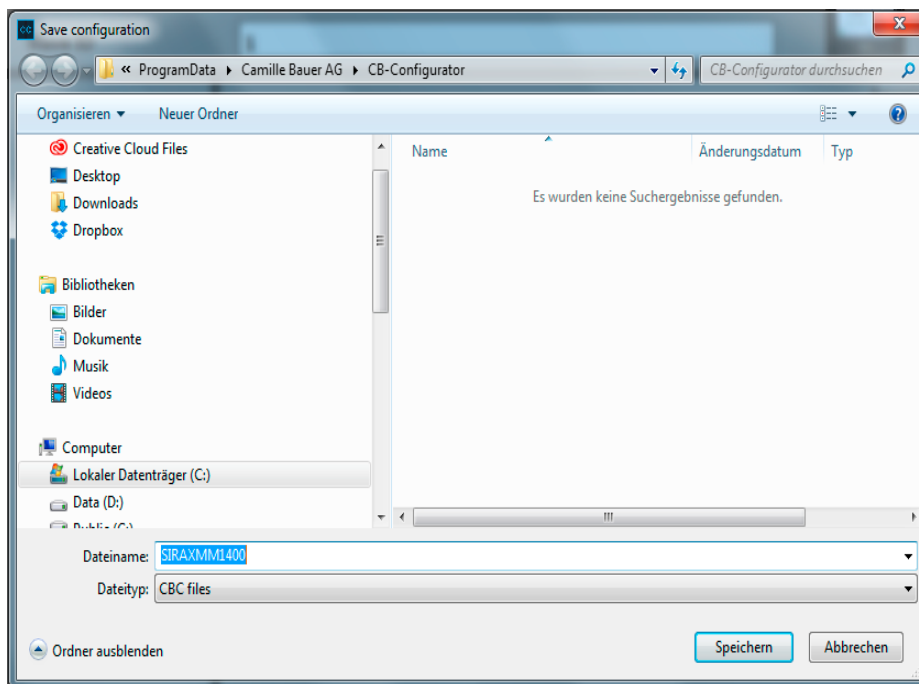 Save configuration
« ProgramData ▸ Camille Bauer AG ▸ CB-Configurator
CB-Configurator durchsuchen
Organisieren
Neuer Ordner
Creative Cloud Files
Desktop
Downloads
Dropbox
Bibliotheken
Bilder
Dokumente
Musik
Videos
Computer
Lokaler Datenträger (C:)
Data (D:)
Name Änderungsdatum Typ
Es wurden keine Suchergebnisse gefunden.
Dateiname: SIRAXMM1400
Dateityp: CBC files
Ordner ausblenden
Speichern Abbrechen